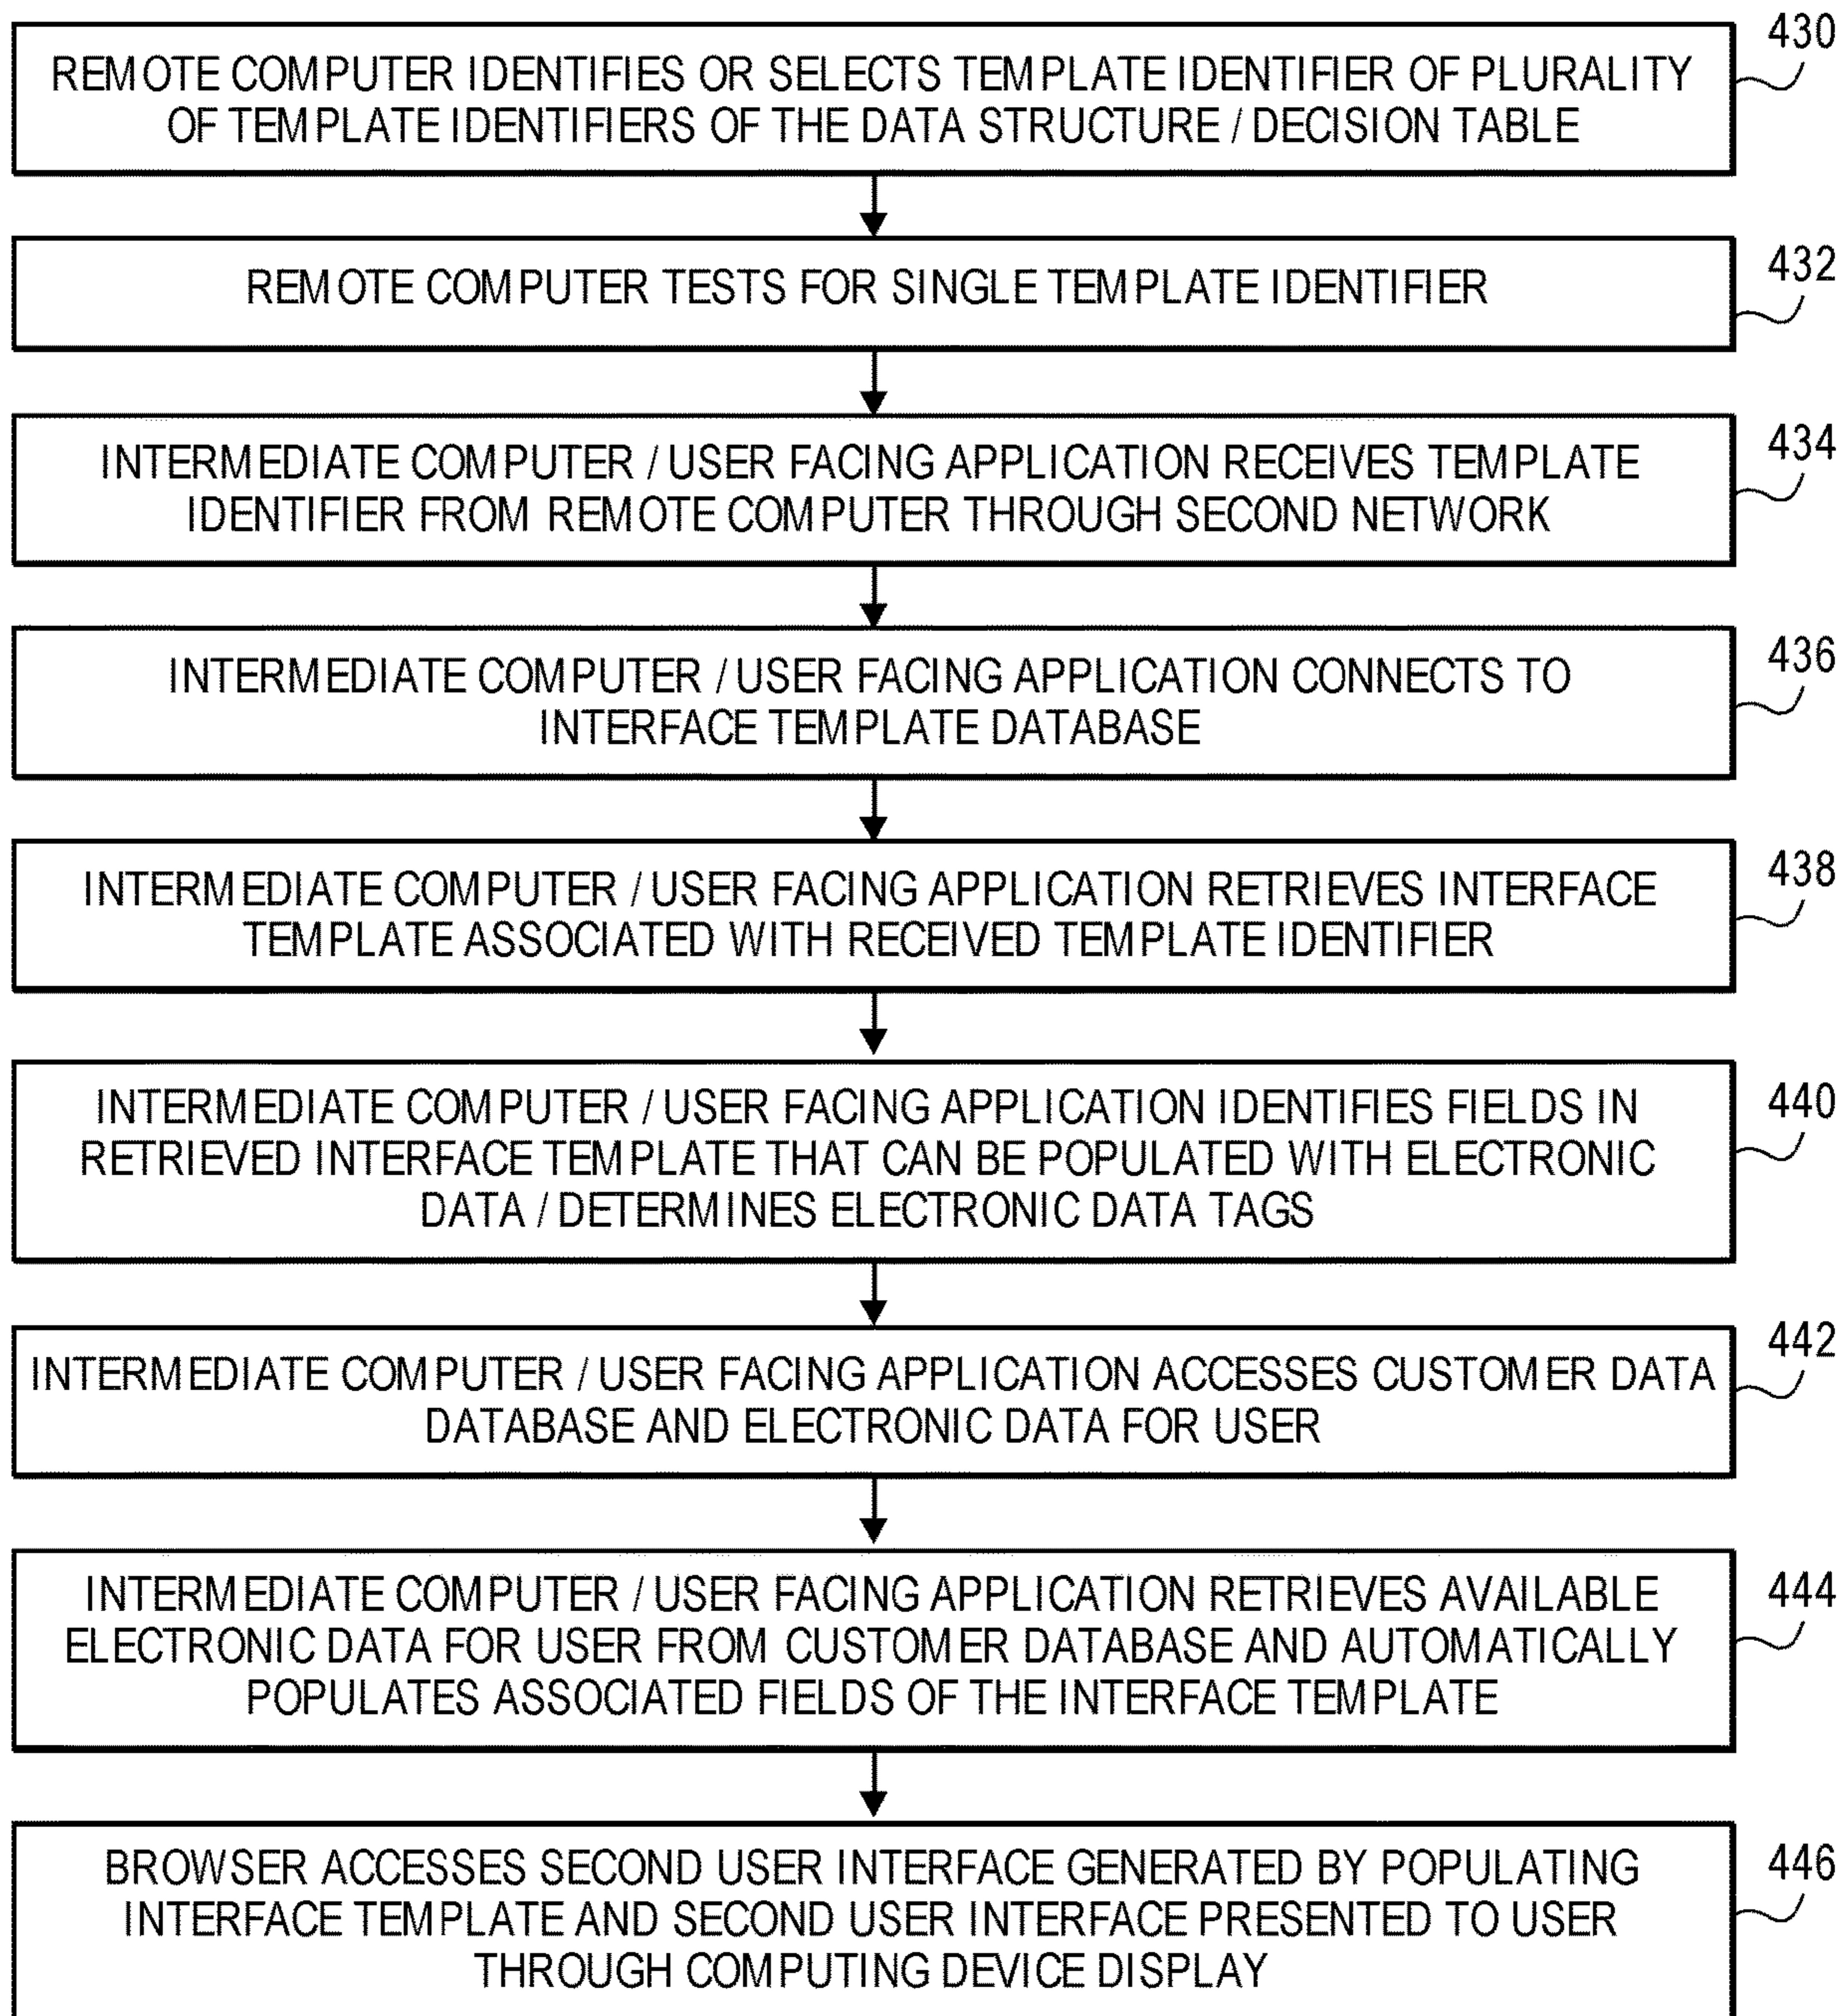 430
REMOTE COMPUTER IDENTIFIES OR SELECTS TEMPLATE IDENTIFIER OF PLURALITY
OF TEMPLATE IDENTIFIERS OF THE DATA STRUCTURE / DECISION TABLE
432
REMOTE COMPUTER TESTS FOR SINGLE TEMPLATE IDENTIFIER
434
INTERMEDIATE COMPUTER / USER FACING APPLICATION RECEIVES TEMPLATE
IDENTIFIER FROM REMOTE COMPUTER THROUGH SECOND NETWORK
436
INTERMEDIATE COMPUTER / USER FACING APPLICATION CONNECTS TO
INTERFACE TEMPLATE DATABASE
438
INTERMEDIATE COMPUTER / USER FACING APPLICATION RETRIEVES INTERFACE
TEMPLATE ASSOCIATED WITH RECEIVED TEMPLATE IDENTIFIER
440
INTERMEDIATE COMPUTER / USER FACING APPLICATION IDENTIFIES FIELDS IN
RETRIEVED INTERFACE TEMPLATE THAT CAN BE POPULATED WITH ELECTRONIC
DATA / DETERMINES ELECTRONIC DATA TAGS
442
INTERMEDIATE COMPUTER / USER FACING APPLICATION ACCESSES CUSTOMER DATA
DATABASE AND ELECTRONIC DATA FOR USER
444
INTERMEDIATE COMPUTER / USER FACING APPLICATION RETRIEVES AVAILABLE
ELECTRONIC DATA FOR USER FROM CUSTOMER DATABASE AND AUTOMATICALLY
POPULATES ASSOCIATED FIELDS OF THE INTERFACE TEMPLATE
446
BROWSER ACCESSES SECOND USER INTERFACE GENERATED BY POPULATING
INTERFACE TEMPLATE AND SECOND USER INTERFACE PRESENTED TO USER
THROUGH COMPUTING DEVICE DISPLAY